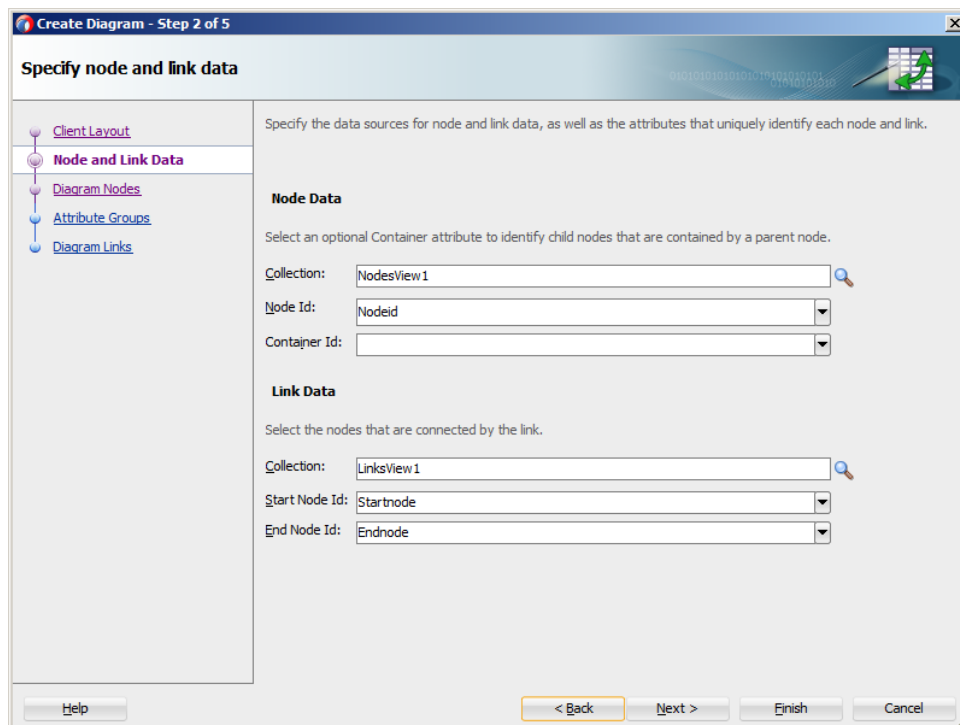 Create Diagram - Step 2 of 5
Specify node and link data
010101010101010101010101
01010101010
Client Layout
Node and Link Data
Diagram Nodes
Attribute Groups
Diagram Links
Specify the data sources for node and link data, as well as the attributes that uniquely identify each node and link.
Node Data
Select an optional Container attribute to identify child nodes that are contained by a parent node.
Collection: NodesView1
Node Id: Nodeid
Container Id:
Link Data
Select the nodes that are connected by the link.
Collection: LinksView1
Start Node Id: Startnode
End Node Id: Endnode
Help < Back Next > Finish Cancel